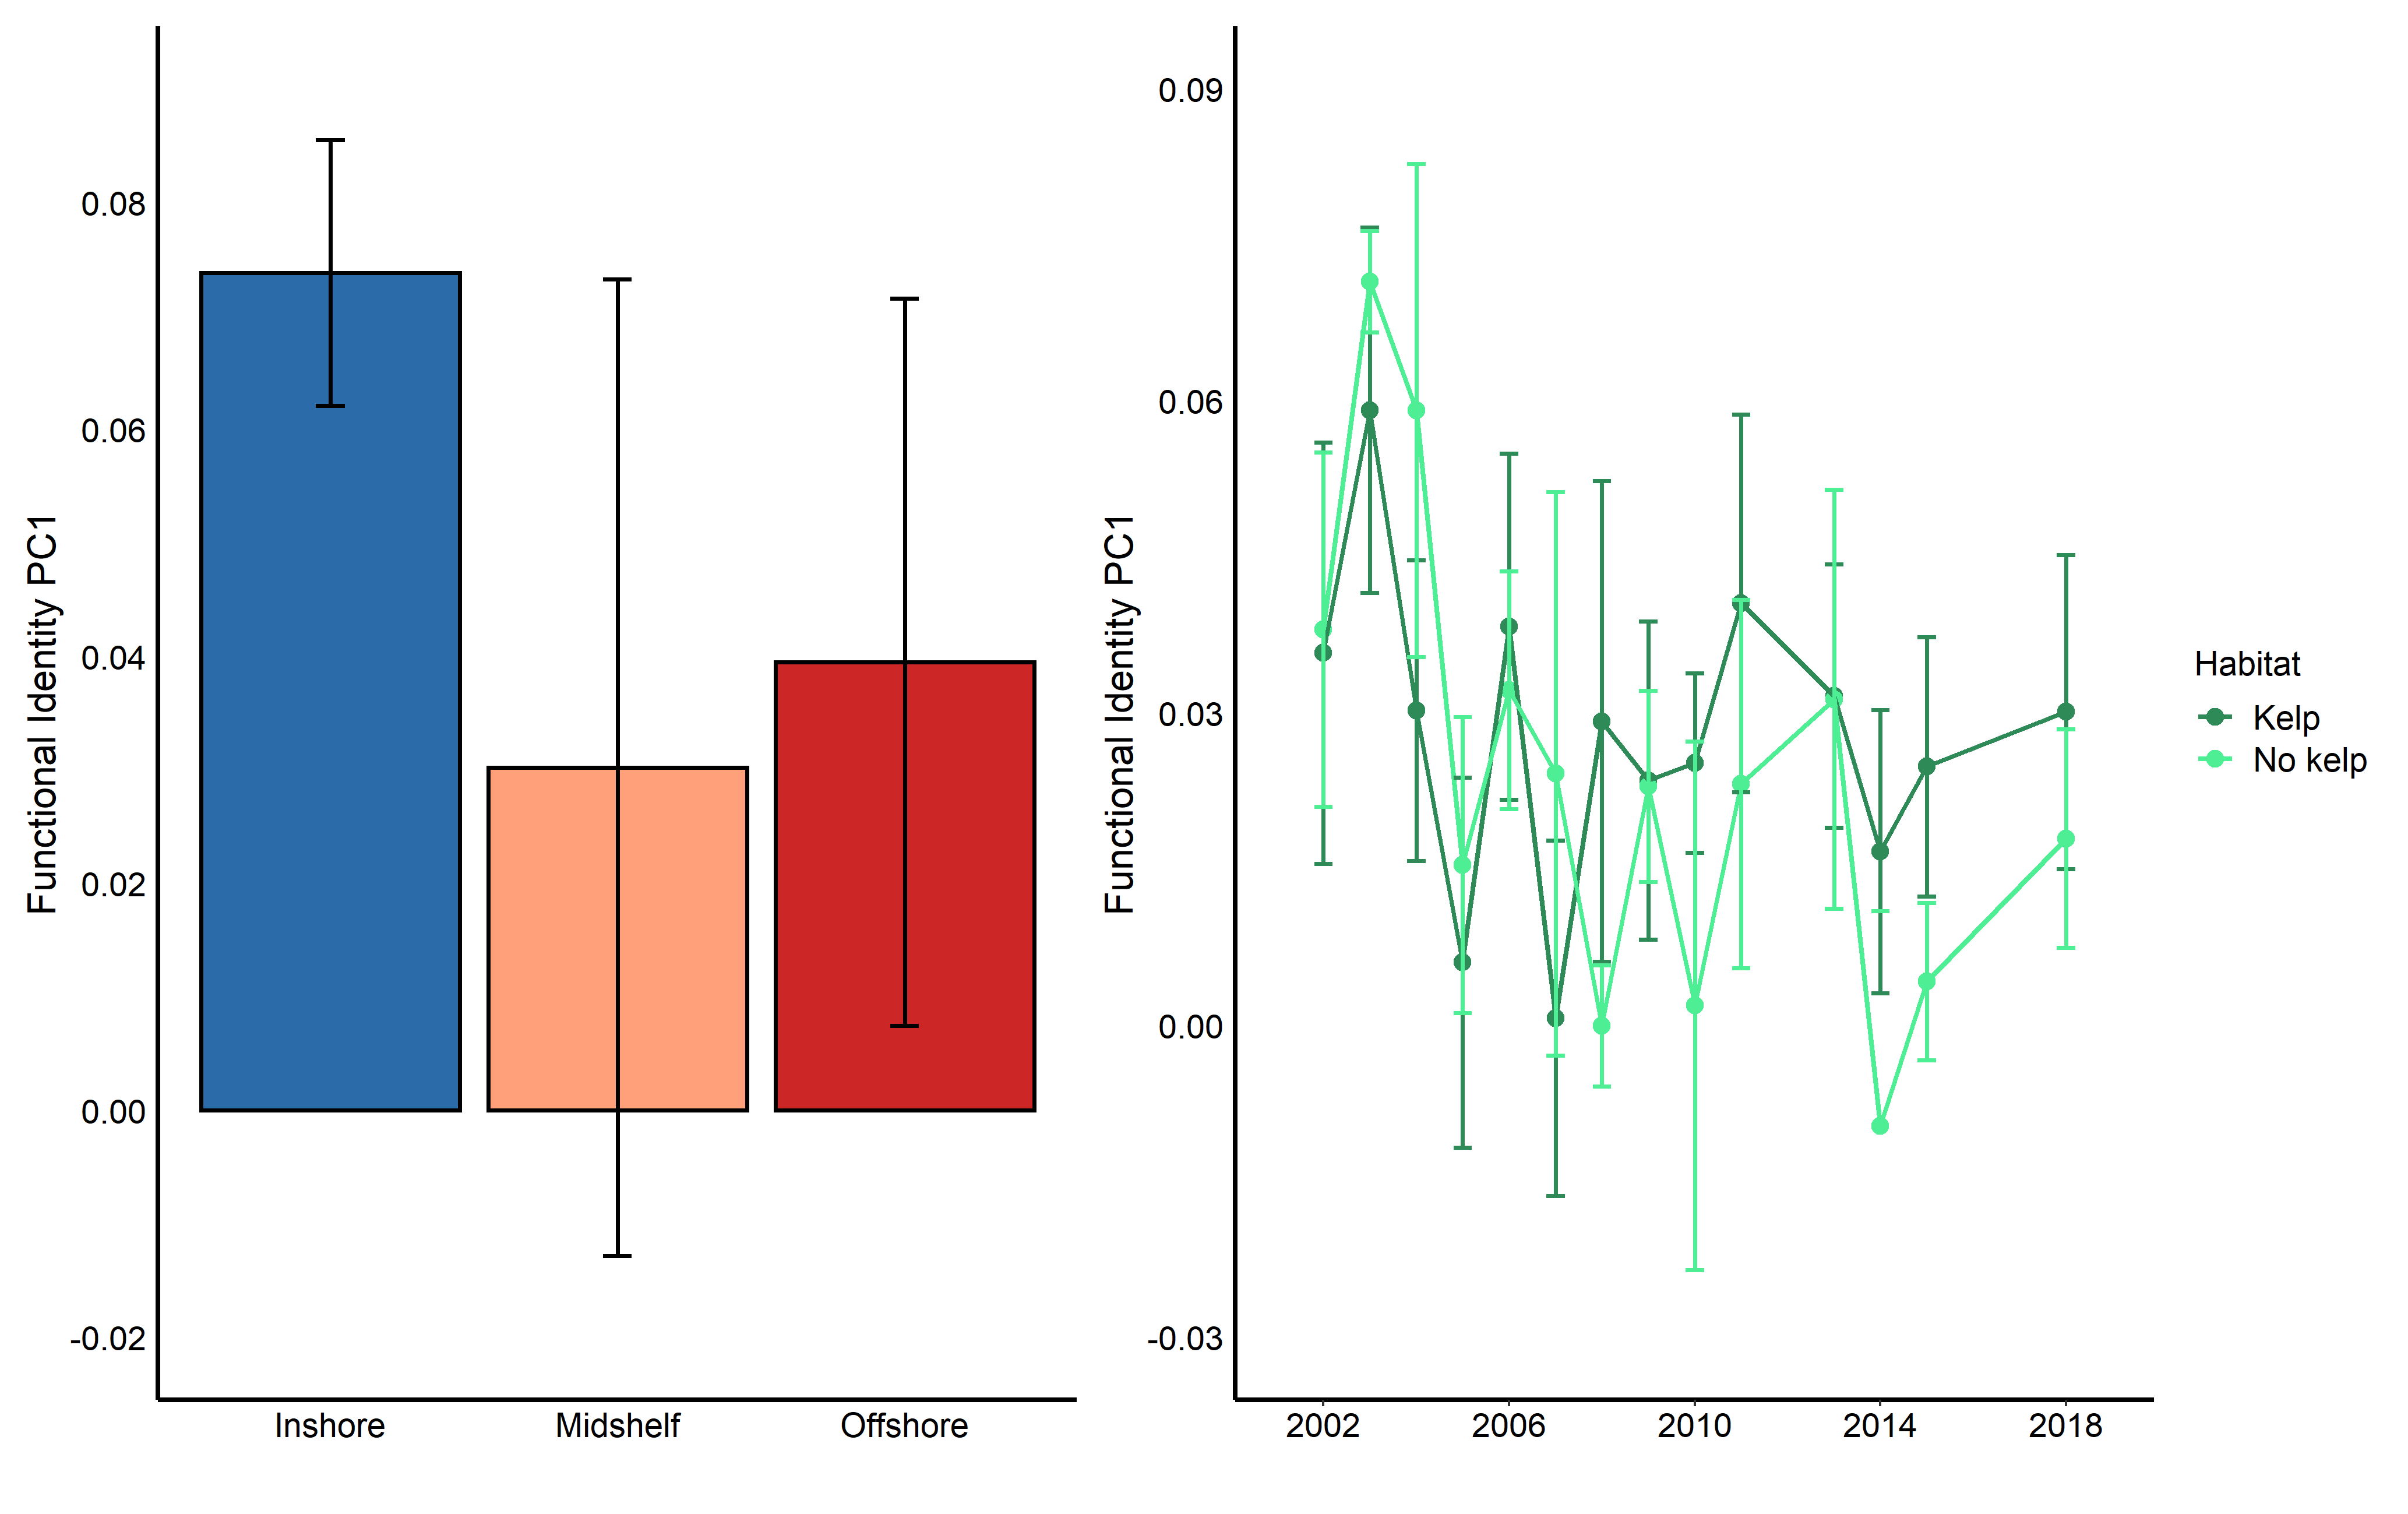 Functional Identity PC1
0.08
0.06
0.04
0.02
0.00
-0.02
Inshore Midshelf Offshore
Functional Identity PC1
0.09
0.06
0.03
0.00
-0.03
2002 2006 2010 2014 2018
Habitat
Kelp
No kelp